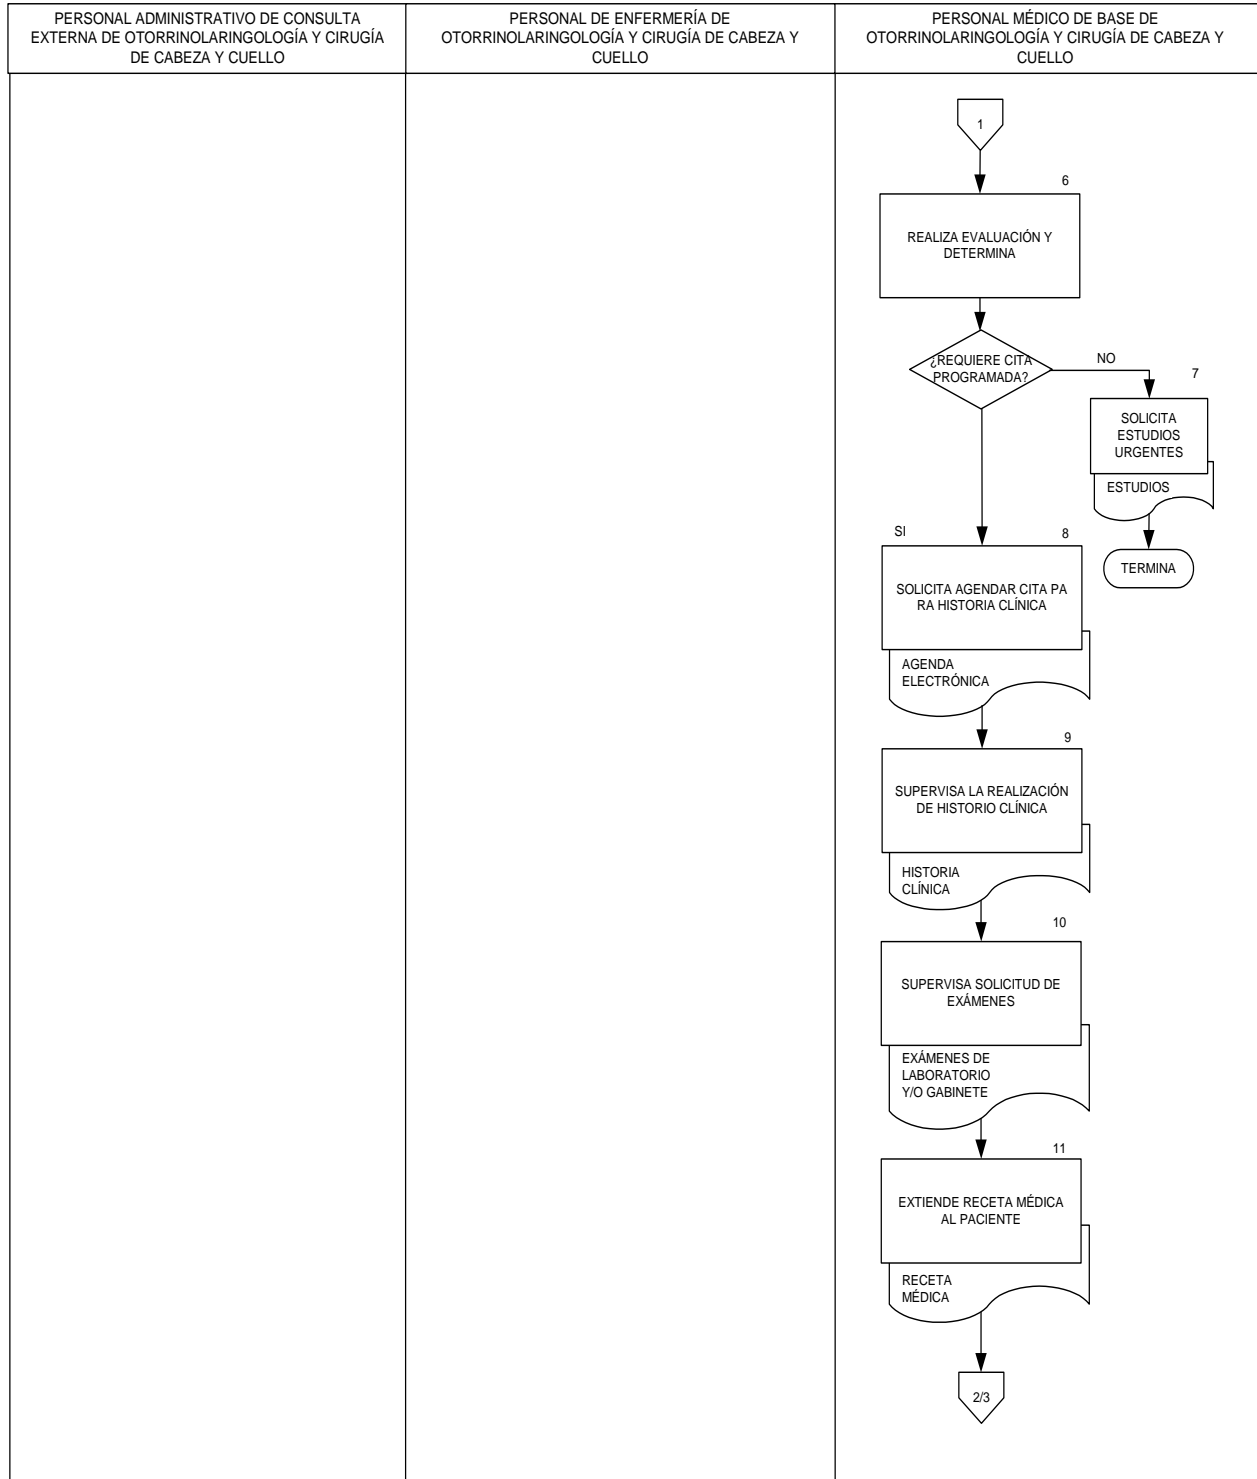 PERSONAL ADMINISTRATIVO DE CONSULTA
EXTERNA DE OTORRINOLARINGOLOGÍA Y CIRUGÍA
DE CABEZA Y CUELLO
PERSONAL DE ENFERMERÍA DE
OTORRINOLARINGOLOGÍA Y CIRUGÍA DE CABEZA Y
CUELLO
PERSONAL MÉDICO DE BASE DE
OTORRINOLARINGOLOGÍA Y CIRUGÍA DE CABEZA Y
CUELLO
1
6
REALIZA EVALUACIÓN Y
DETERMINA
¿REQUIERE CITA
PROGRAMADA?
NO
7
SOLICITA
ESTUDIOS
URGENTES
ESTUDIOS
TERMINA
SI
8
SOLICITA AGENDAR CITA PA
RA HISTORIA CLÍNICA
AGENDA
ELECTRÓNICA
9
SUPERVISA LA REALIZACIÓN
DE HISTORIO CLÍNICA
HISTORIA
CLÍNICA
10
SUPERVISA SOLICITUD DE
EXÁMENES
EXÁMENES DE
LABORATORIO
Y/O GABINETE
11
EXTIENDE RECETA MÉDICA
AL PACIENTE
RECETA
MÉDICA
2/3